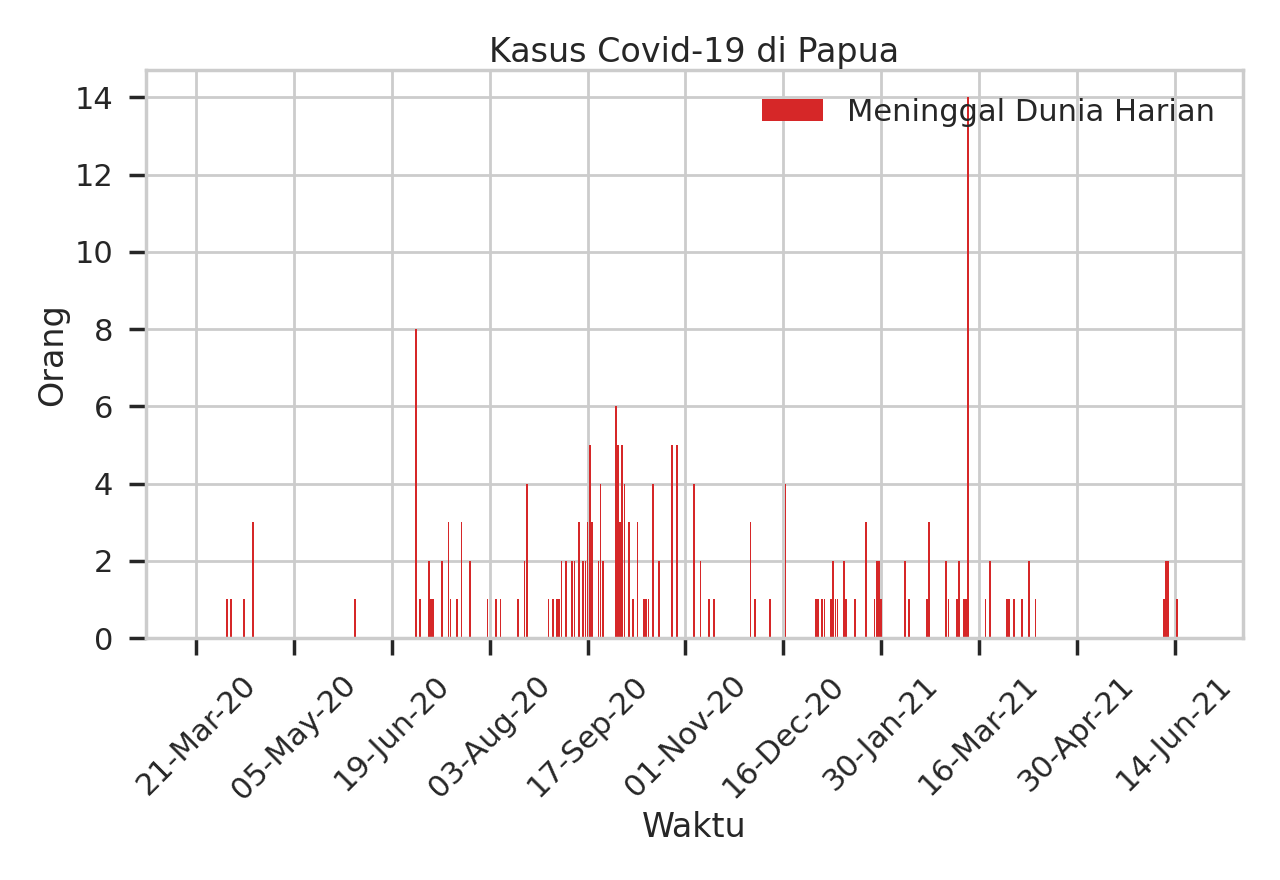 Kasus Covid-19 di Papua
Meninggal Dunia Harian
14
12
10
8
6
4
2
0
Orang
21-Mar-20
05-May-20
19-Jun-20
03-Aug-20
17-Sep-20
01-Nov-20
16-Dec-20
30-Jan-21
16-Mar-21
30-Apr-21
14-Jun-21
Waktu